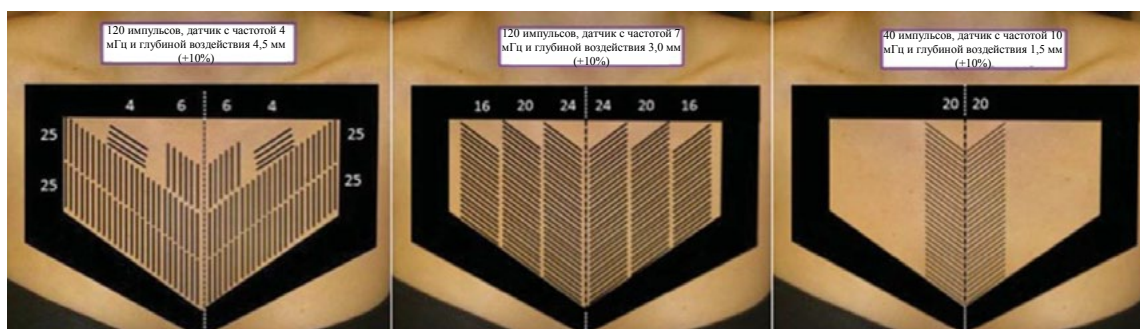 120 импульсов, датчик с частотой 4
мГц и глубиной воздействия 4,5 мм
(+10%)
4 6 6 4
25 25
25 25
120 импульсов, датчик с частотой 7
мГц и глубиной воздействия 3,0 мм
(+10%)
16 20 24 24 20 16
40 импульсов, датчик с частотой 10
мГц и глубиной воздействия 1,5 мм
(+10%)
20 20